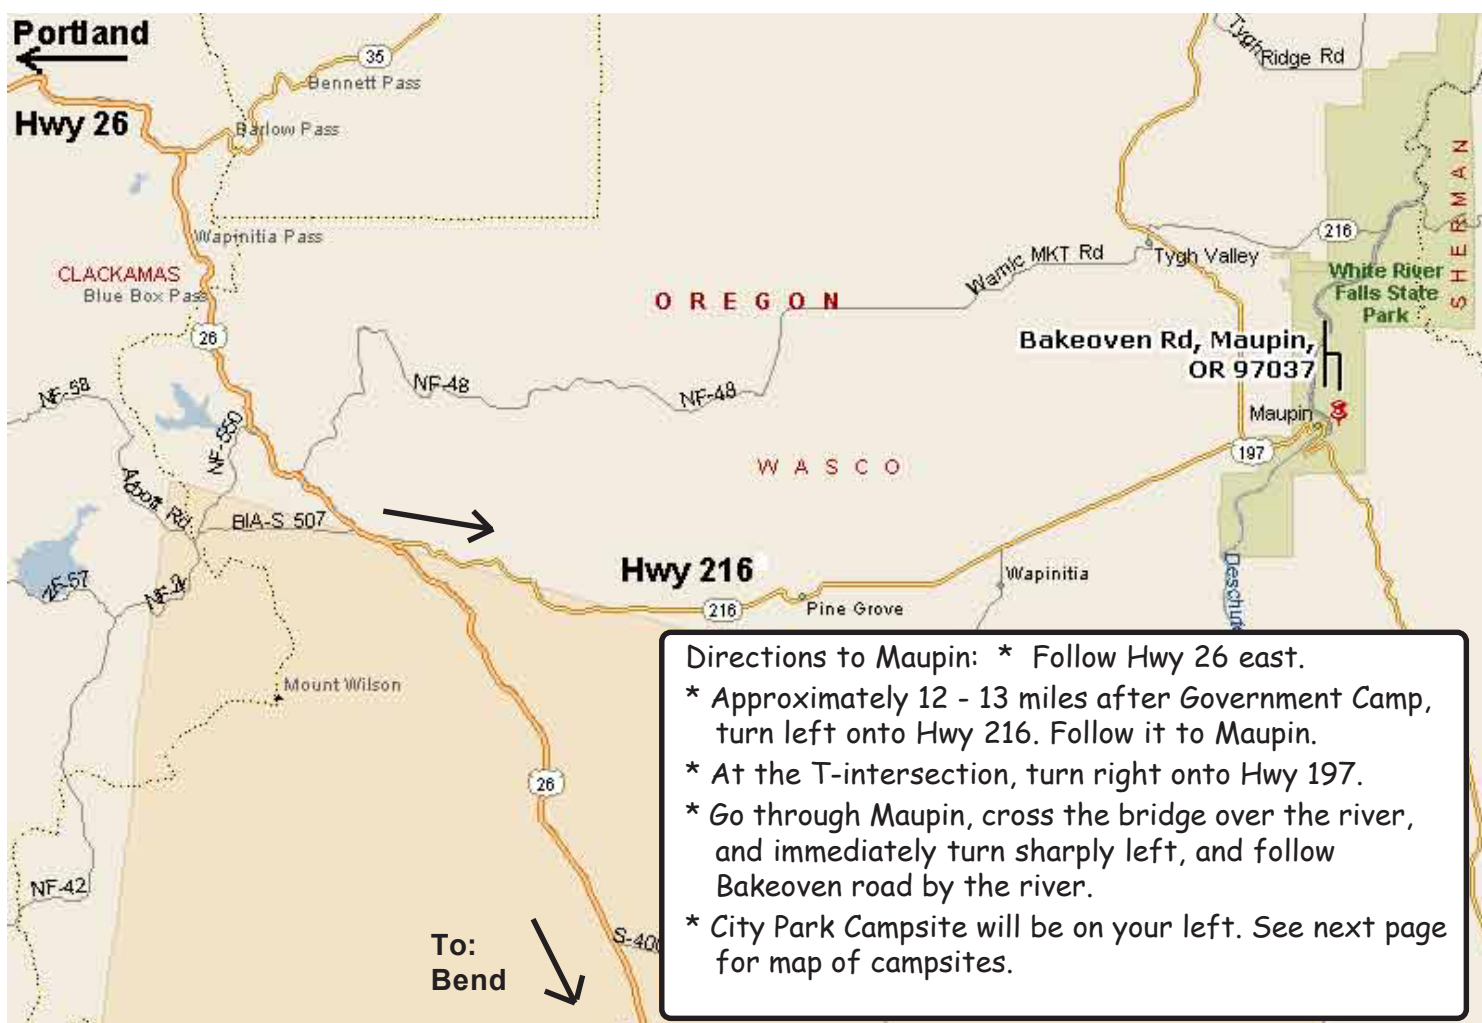 Portland
35
Bennett Pass
Tygh
Ridge Rd
Hwy 26
Barlow Pass
SHERMAN
Wapinitia Pass
216
CLACKAMAS
Blue Box Pass
Wamic MKT Rd
Tygh Valley
White River
Falls State
Park
OREGON
26
Bakeoven Rd, Maupin,
OR 97037
NF-58
NF-48
NF-48
Maupin
NF-550
197
WASCO
Abbott Rd
BIA-S 507
Hwy 216
Deschut
NF-57
NF-2
Wapinitia
216
Pine Grove
Mount Wilson
26
NF-42
S-400
To:
Bend
Directions to Maupin: * Follow Hwy 26 east.
* Approximately 12 - 13 miles after Government Camp,
turn left onto Hwy 216. Follow it to Maupin.
* At the T-intersection, turn right onto Hwy 197.
* Go through Maupin, cross the bridge over the river,
and immediately turn sharply left, and follow
Bakeoven road by the river.
* City Park Campsite will be on your left. See next page
for map of campsites.